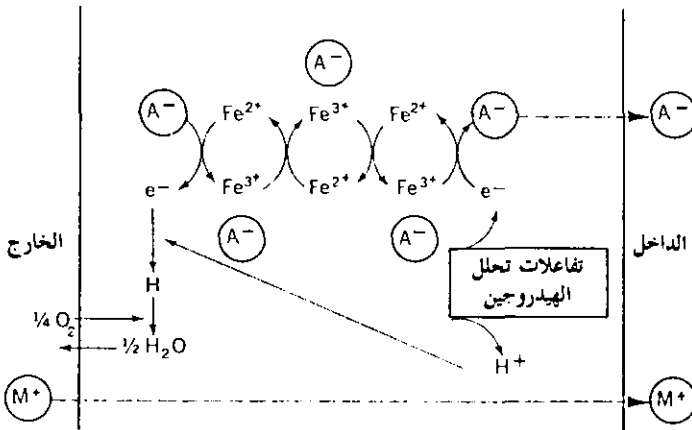 A⁻
A⁻ Fe²⁺ Fe³⁺ Fe²⁺ A⁻ A⁻
e⁻ Fe³⁺ Fe²⁺ Fe³⁺ e⁻
A⁻ A⁻
الخارج
الداخل
تفاعلات تحلل
الهيدروجين
H
¼ O₂
½ H₂O
H⁺
M⁺ M⁺